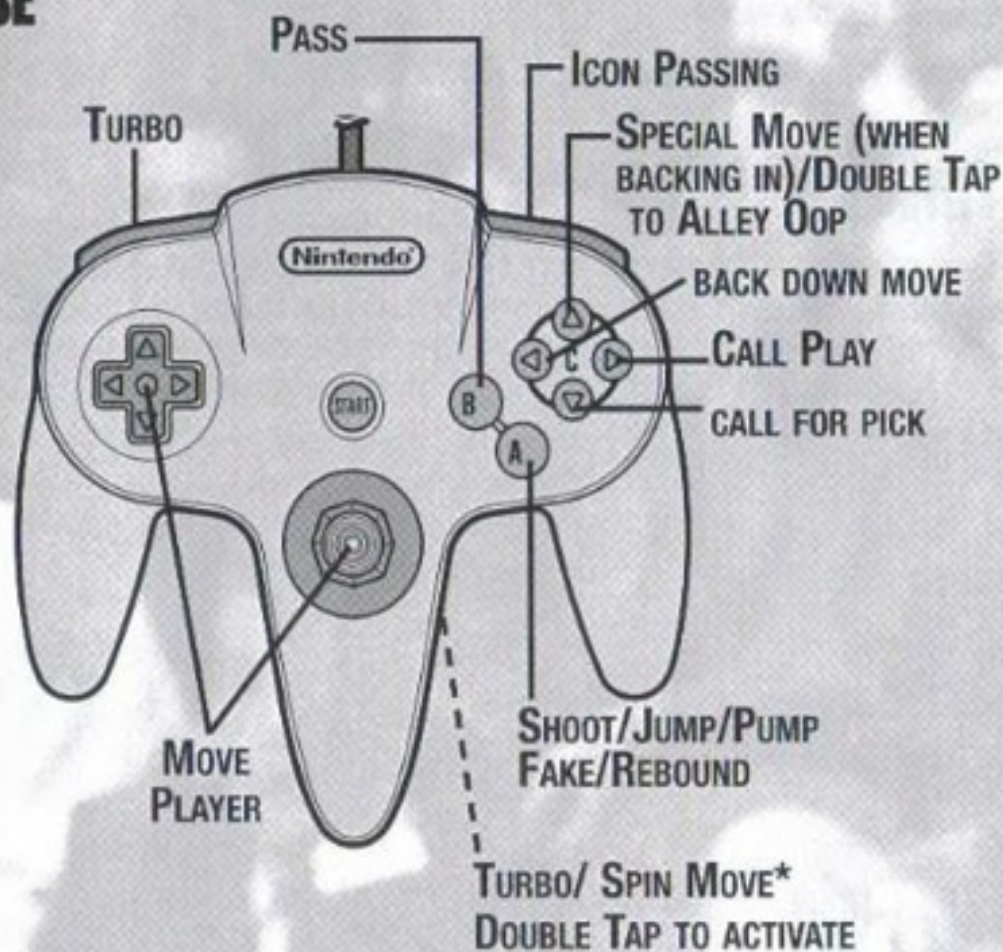 PASS
ICON PASSING
TURBO
SPECIAL MOVE (WHEN
BACKING IN)/DOUBLE TAP
TO ALLEY OOP
Nintendo
BACK DOWN MOVE
C
CALL PLAY
START
B
CALL FOR PICK
A
MOVE
PLAYER
SHOOT/JUMP/PUMP
FAKE/REBOUND
TURBO/ SPIN MOVE*
DOUBLE TAP TO ACTIVATE